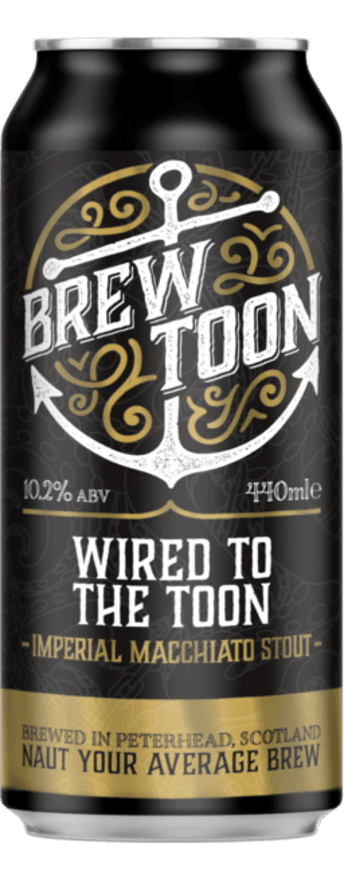 BREW
TOON
10.2% ABV 440ml℮
WIRED TO
THE TOON
-IMPERIAL MACCHIATO STOUT-
BREWED IN PETERHEAD, SCOTLAND
NAUT YOUR AVERAGE BREW